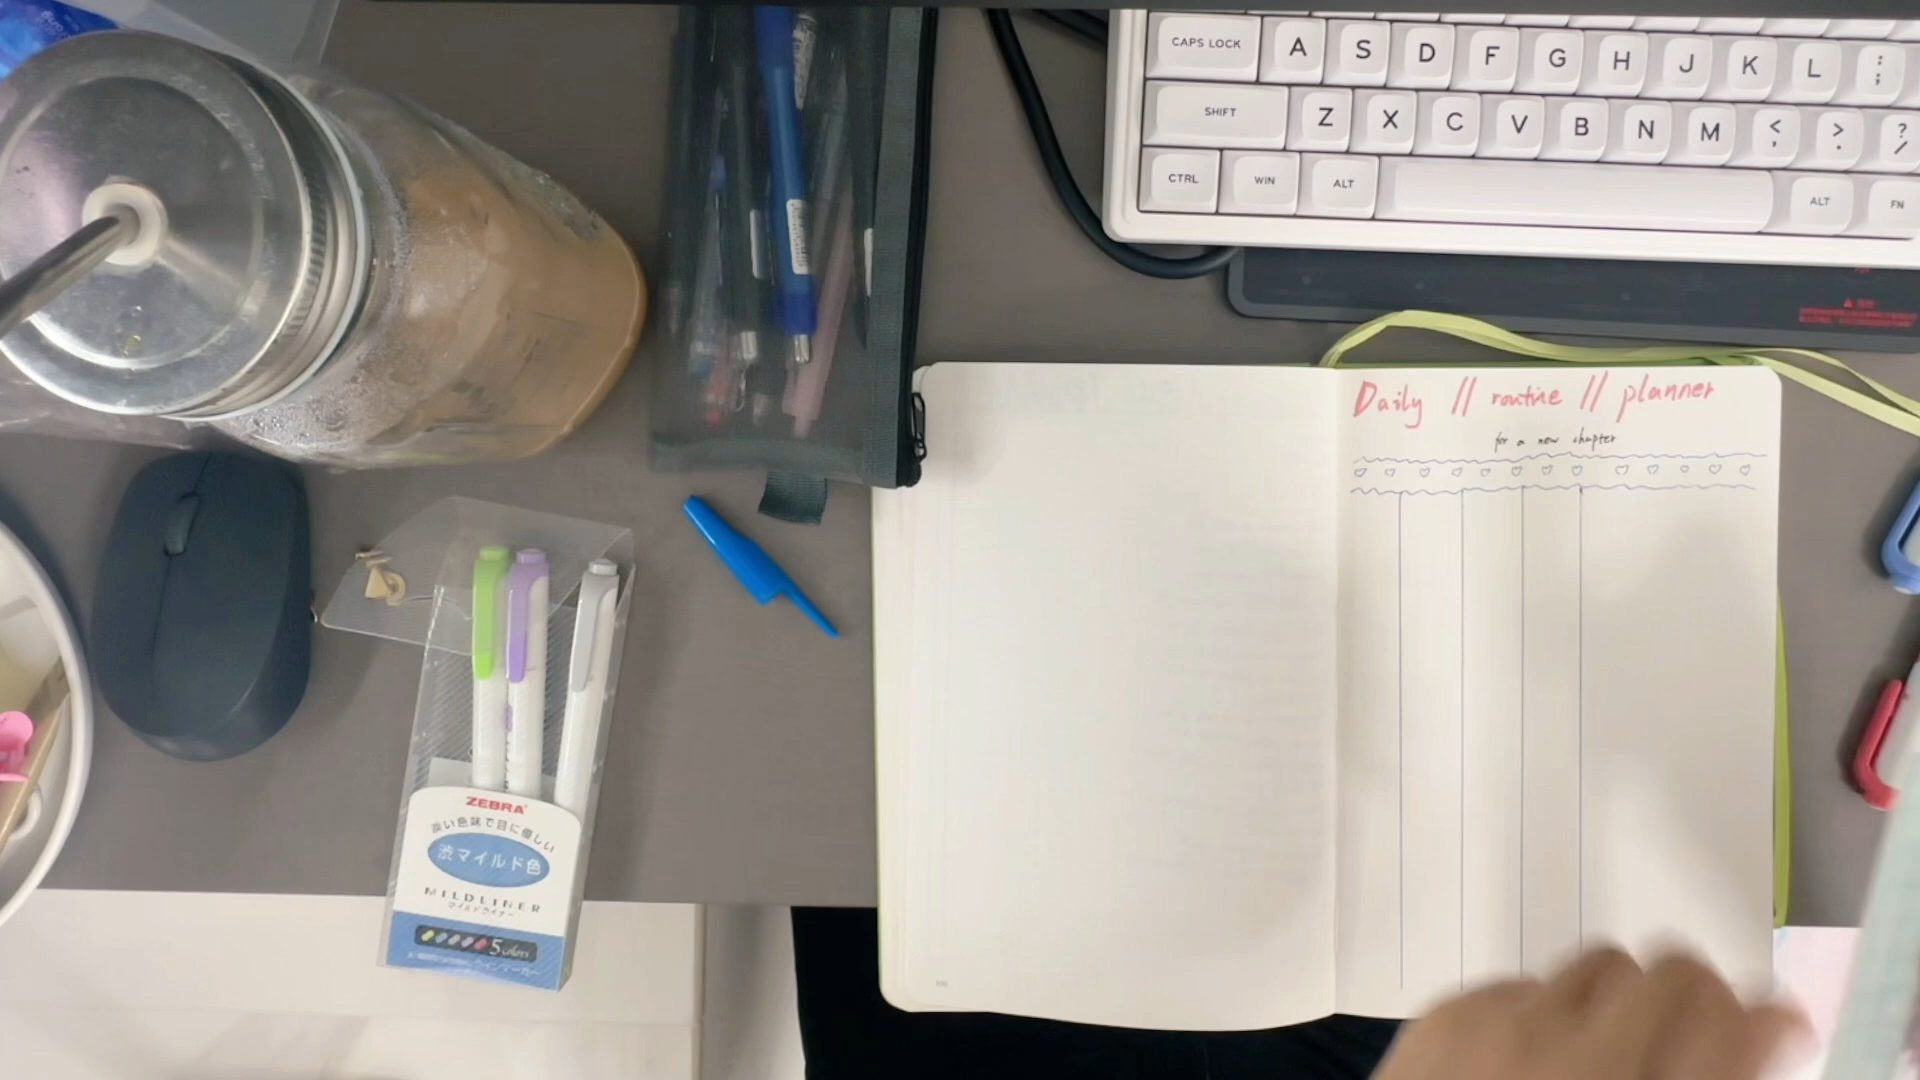 CAPS LOCK A S D F G H J K L : ;
SHIFT Z X C V B N M < , > . ? /
CTRL WIN ALT ALT FN
Daily // routine // planner
for a new chapter
ZEBRA
淡い色味で目に優しい
渋マイルド色
MILDLINER
マイルドライナー
5 colors